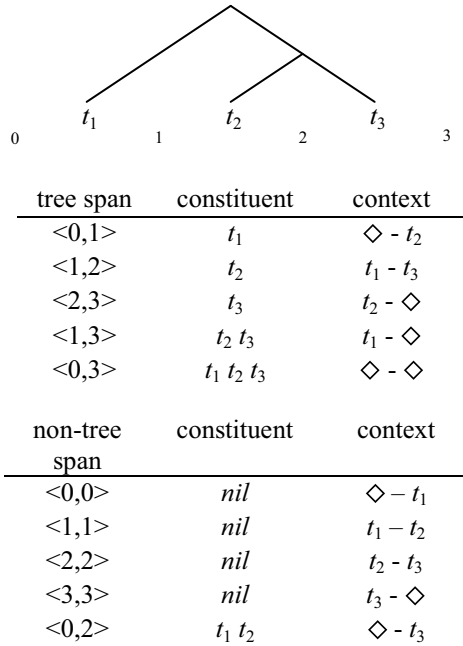 t₁ t₂ t₃
0 1 2 3
tree span constituent context
<0,1> t₁ ◇ - t₂
<1,2> t₂ t₁ - t₃
<2,3> t₃ t₂ - ◇
<1,3> t₂ t₃ t₁ - ◇
<0,3> t₁ t₂ t₃ ◇ - ◇
non-tree constituent context
span
<0,0> nil ◇ – t₁
<1,1> nil t₁ – t₂
<2,2> nil t₂ - t₃
<3,3> nil t₃ - ◇
<0,2> t₁ t₂ ◇ - t₃